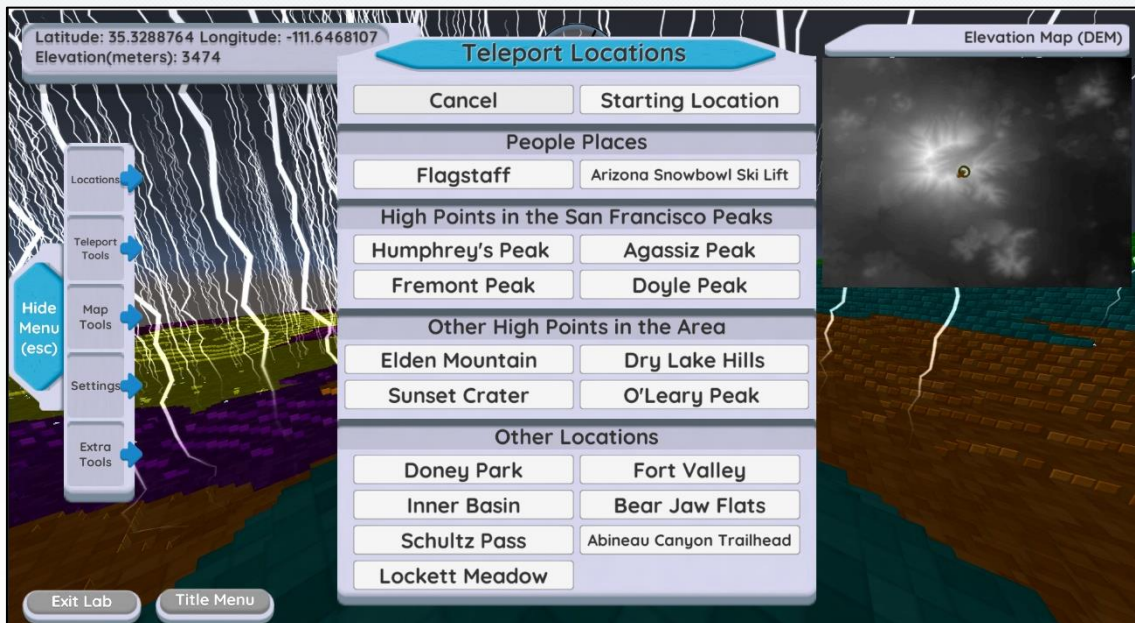 Latitude: 35.3288764 Longitude: -111.6468107
Elevation(meters): 3474
Teleport Locations
Cancel
Starting Location
People Places
Flagstaff
Arizona Snowbowl Ski Lift
High Points in the San Francisco Peaks
Humphrey's Peak
Agassiz Peak
Fremont Peak
Doyle Peak
Other High Points in the Area
Elden Mountain
Dry Lake Hills
Sunset Crater
O'Leary Peak
Other Locations
Doney Park
Fort Valley
Inner Basin
Bear Jaw Flats
Schultz Pass
Abineau Canyon Trailhead
Lockett Meadow
Elevation Map (DEM)
Locations
Teleport
Tools
Map
Tools
Settings
Extra
Tools
Hide
Menu
(esc)
Exit Lab
Title Menu